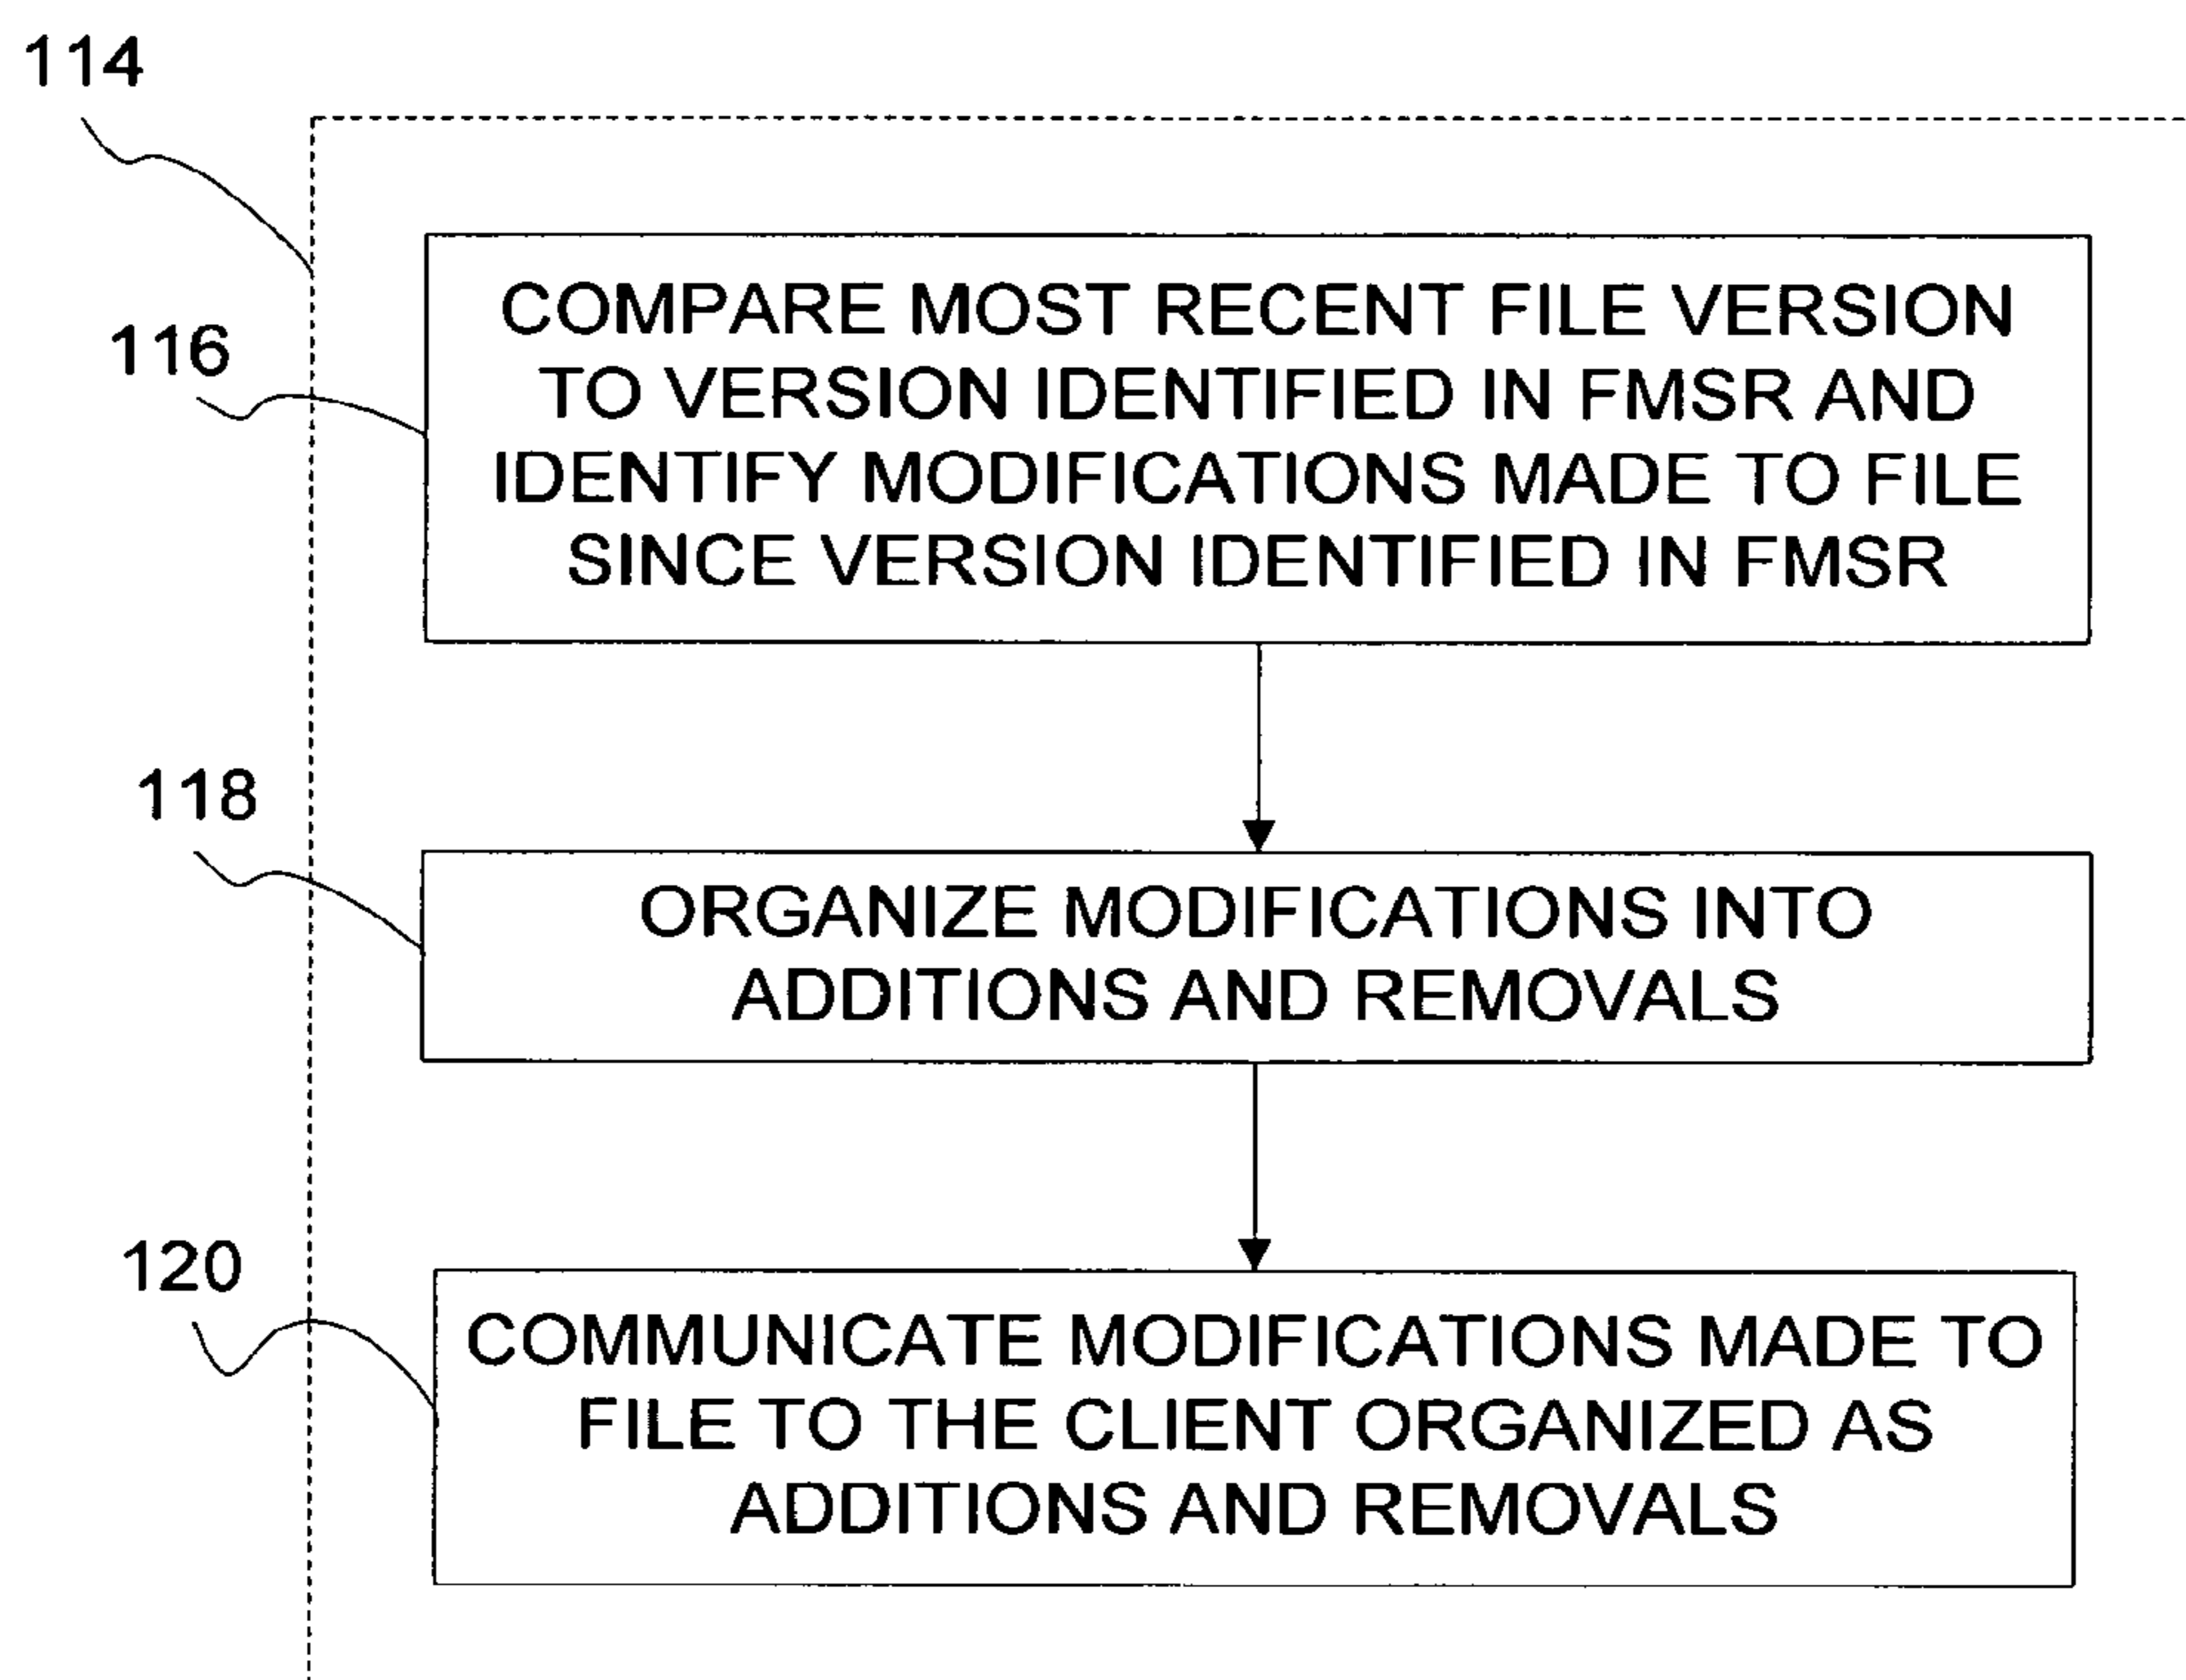 114
116
COMPARE MOST RECENT FILE VERSION
TO VERSION IDENTIFIED IN FMSR AND
IDENTIFY MODIFICATIONS MADE TO FILE
SINCE VERSION IDENTIFIED IN FMSR
118
ORGANIZE MODIFICATIONS INTO
ADDITIONS AND REMOVALS
120
COMMUNICATE MODIFICATIONS MADE TO
FILE TO THE CLIENT ORGANIZED AS
ADDITIONS AND REMOVALS